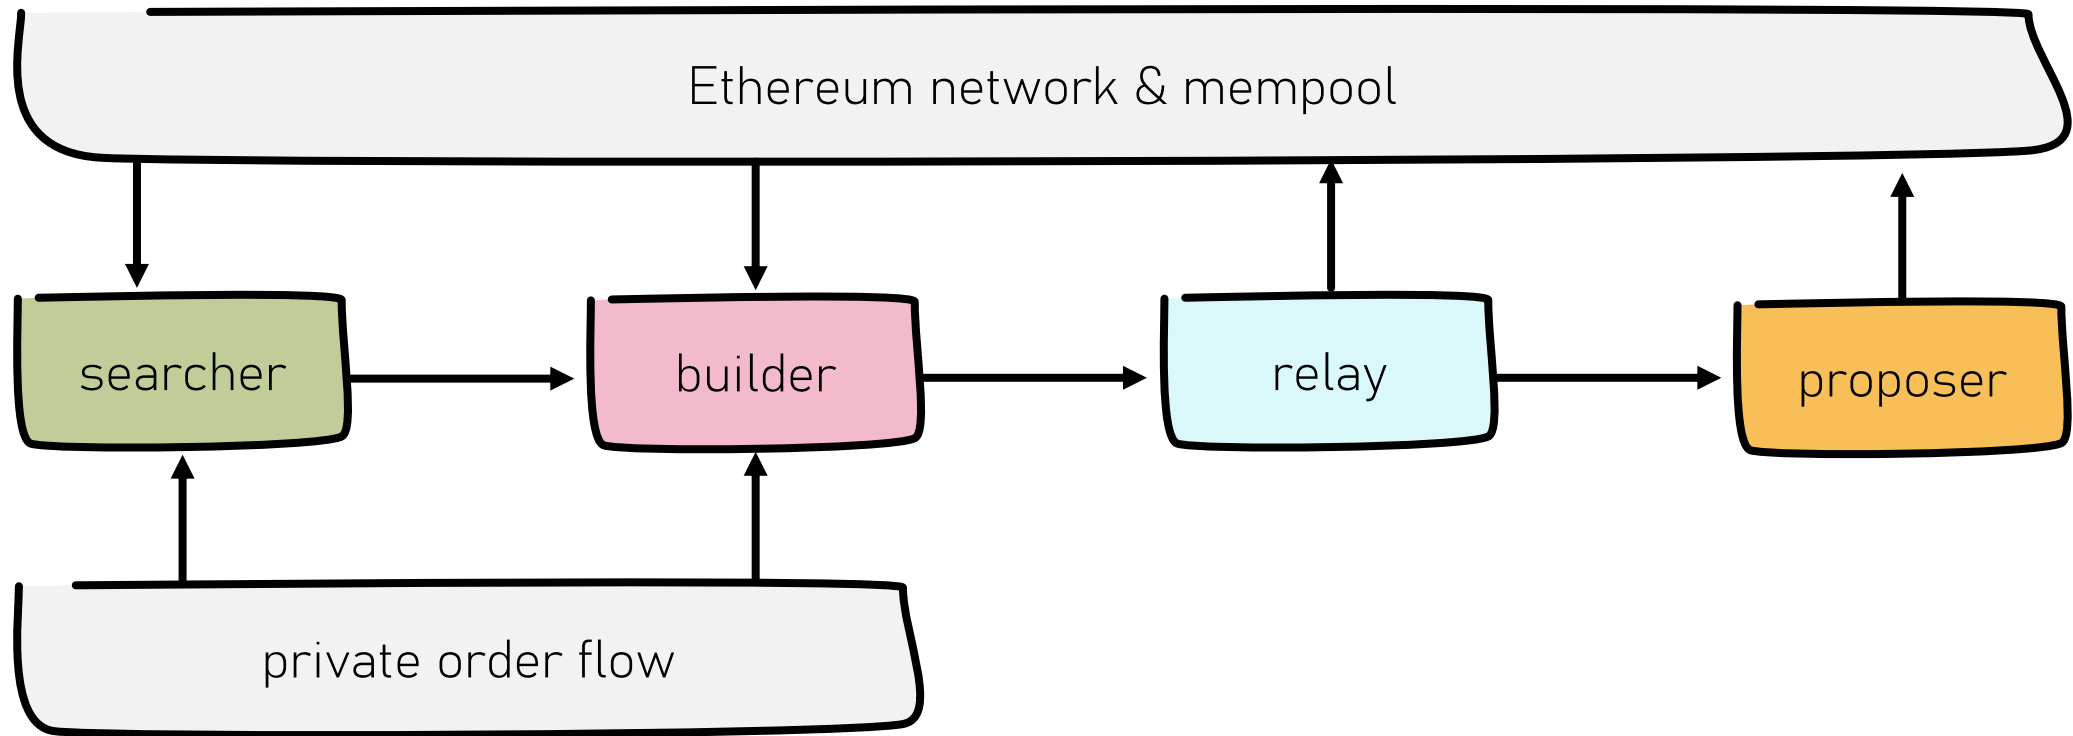 Ethereum network & mempool
searcher
builder
relay
proposer
private order flow